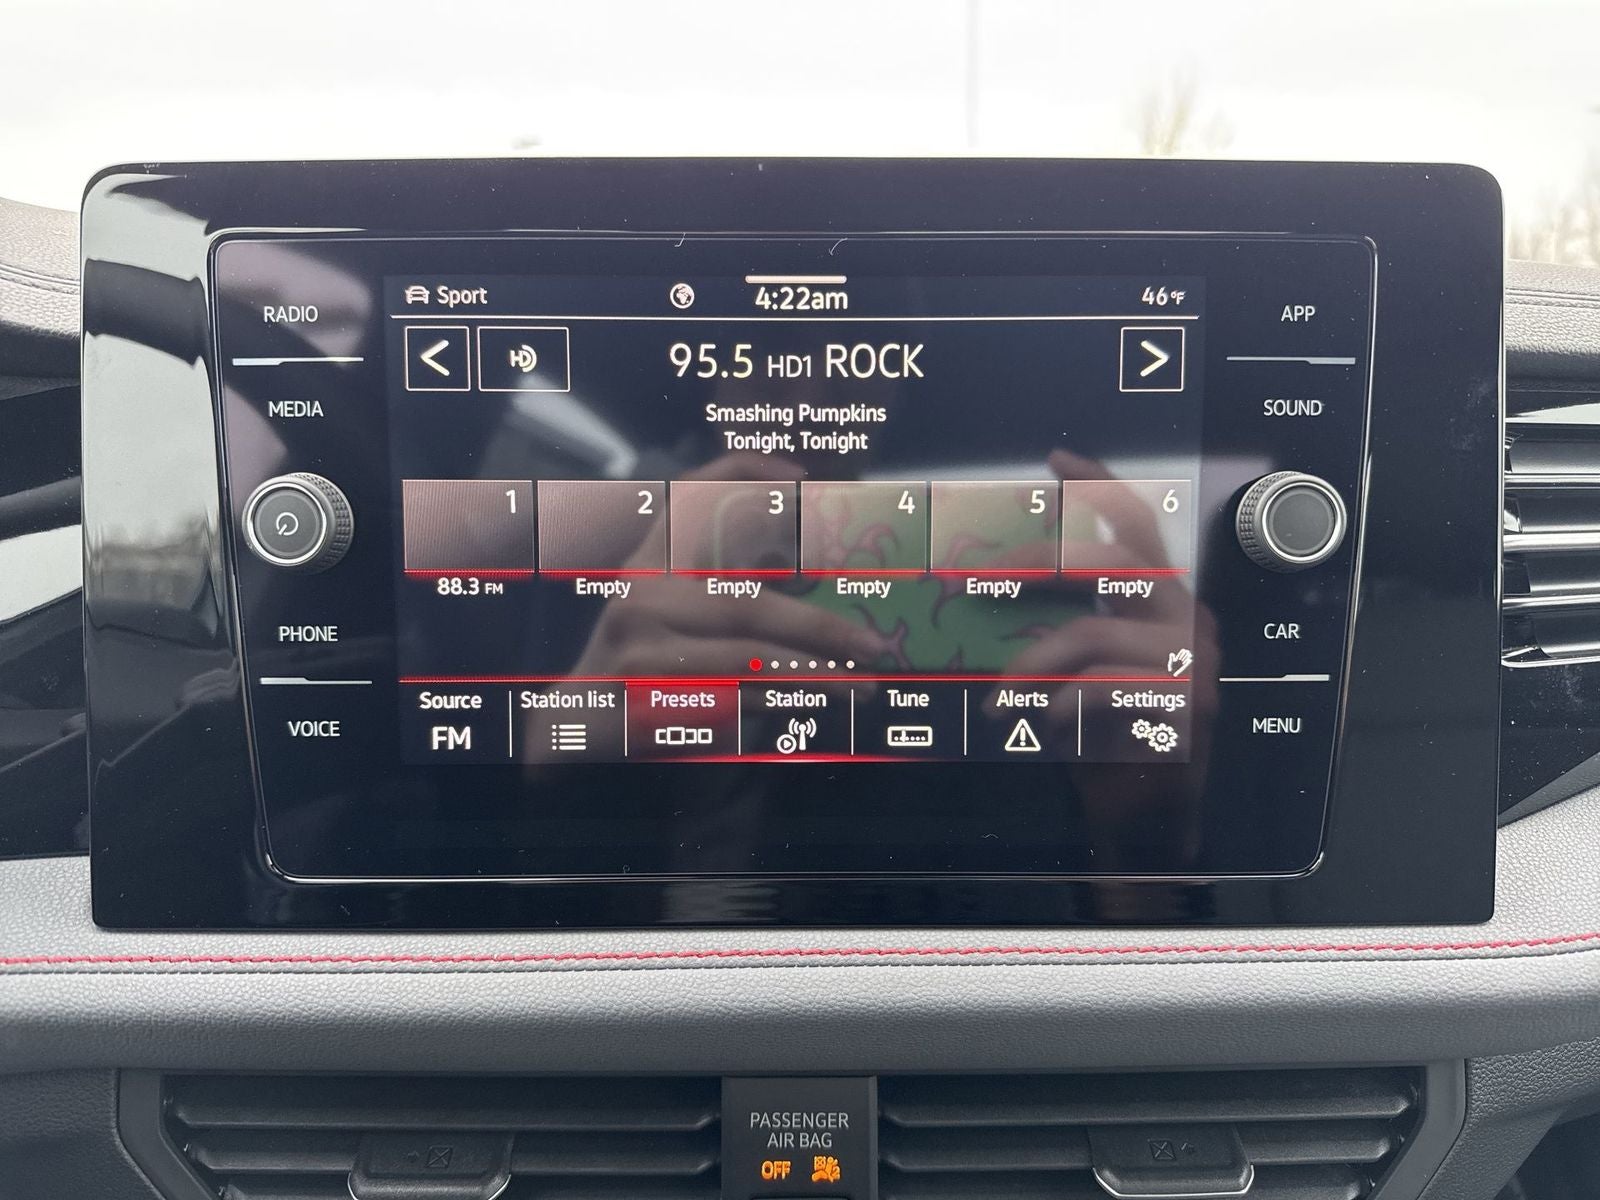 Sport 4:22am 46°F
RADIO
APP
HD 95.5 HD1 ROCK
MEDIA
Smashing Pumpkins
SOUND
Tonight, Tonight
1 2 3 4 5 6
88.3 FM Empty Empty Empty Empty Empty
PHONE
CAR
Source Station list Presets Station Tune Alerts Settings
FM
VOICE
MENU
PASSENGER
AIR BAG
OFF